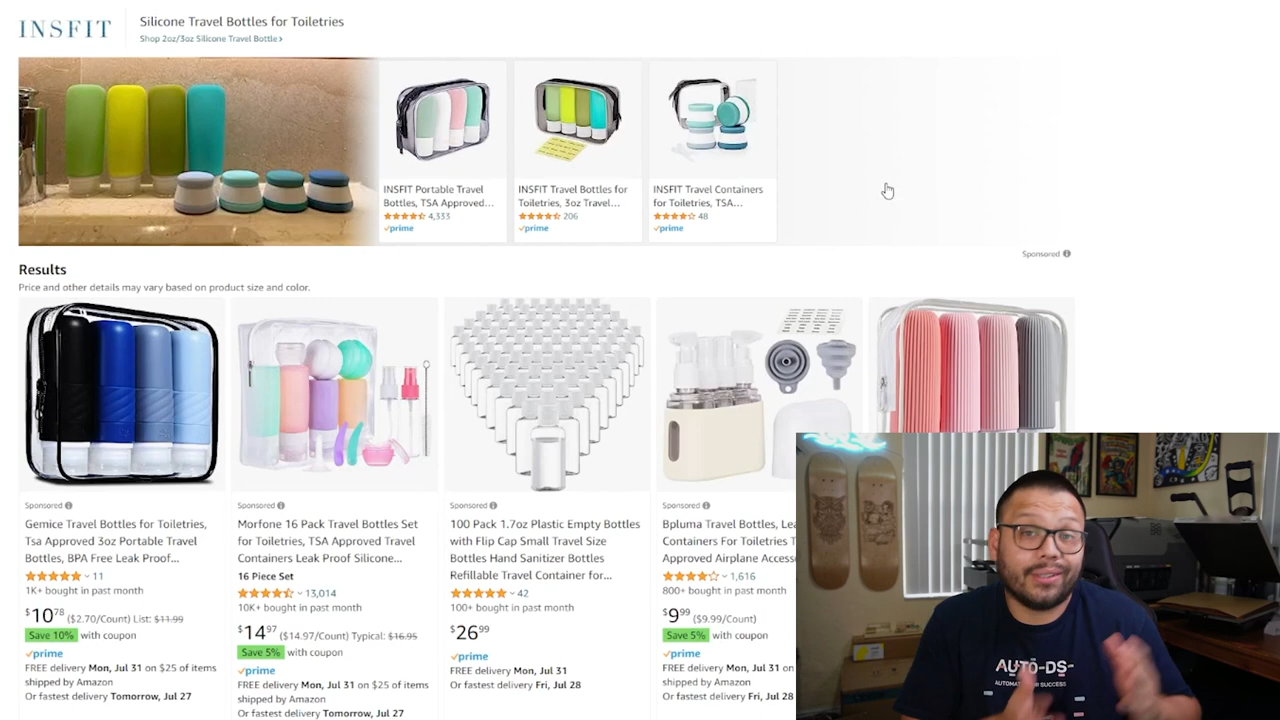 INSFIT
Silicone Travel Bottles for Toiletries
Shop 2oz/3oz Silicone Travel Bottle ›
INSFIT Portable Travel
Bottles, TSA Approved...
4,333
prime
INSFIT Travel Bottles for
Toiletries, 3oz Travel...
206
prime
INSFIT Travel Containers
for Toiletries, TSA...
48
prime
Sponsored
Results
Price and other details may vary based on product size and color.
Sponsored
Gemice Travel Bottles for Toiletries,
Tsa Approved 3oz Portable Travel
Bottles, BPA Free Leak Proof...
11
1K+ bought in past month
$10.78 ($2.70/Count) List: $11.99
Save 10% with coupon
prime
FREE delivery Mon, Jul 31 on $25 of items
shipped by Amazon
Or fastest delivery Tomorrow, Jul 27
Sponsored
Morfone 16 Pack Travel Bottles Set
for Toiletries, TSA Approved Travel
Containers Leak Proof Silicone...
16 Piece Set
13,014
10K+ bought in past month
$14.97 ($14.97/Count) Typical: $16.95
Save 5% with coupon
prime
FREE delivery Mon, Jul 31 on $25 of items
shipped by Amazon
Or fastest delivery Tomorrow, Jul 27
Sponsored
100 Pack 1.7oz Plastic Empty Bottles
with Flip Cap Small Travel Size
Bottles Hand Sanitizer Bottles
Refillable Travel Container for...
42
100+ bought in past month
$26.99
prime
FREE delivery Mon, Jul 31
Or fastest delivery Fri, Jul 28
Sponsored
Bpluma Travel Bottles, Lea
Containers For Toiletries T
Approved Airplane Access
1,616
800+ bought in past month
$9.99 ($9.99/Count)
Save 5% with coupon
prime
FREE delivery Mon, Jul 31 on
shipped by Amazon
Or fastest delivery Fri, Jul 28
AUTO-DS
AUTOMATE SUCCESS